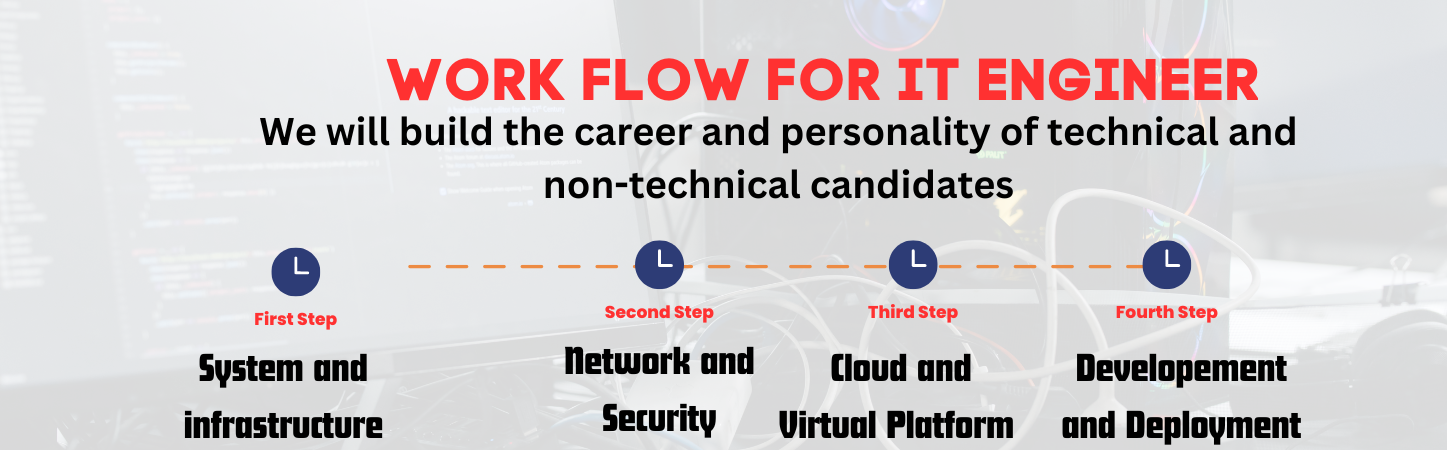 WORK FLOW FOR IT ENGINEER
We will build the career and personality of technical and
non-technical candidates
First Step
System and
infrastructure
Second Step
Network and
Security
Third Step
Cloud and
Virtual Platform
Fourth Step
Developement
and Deployment